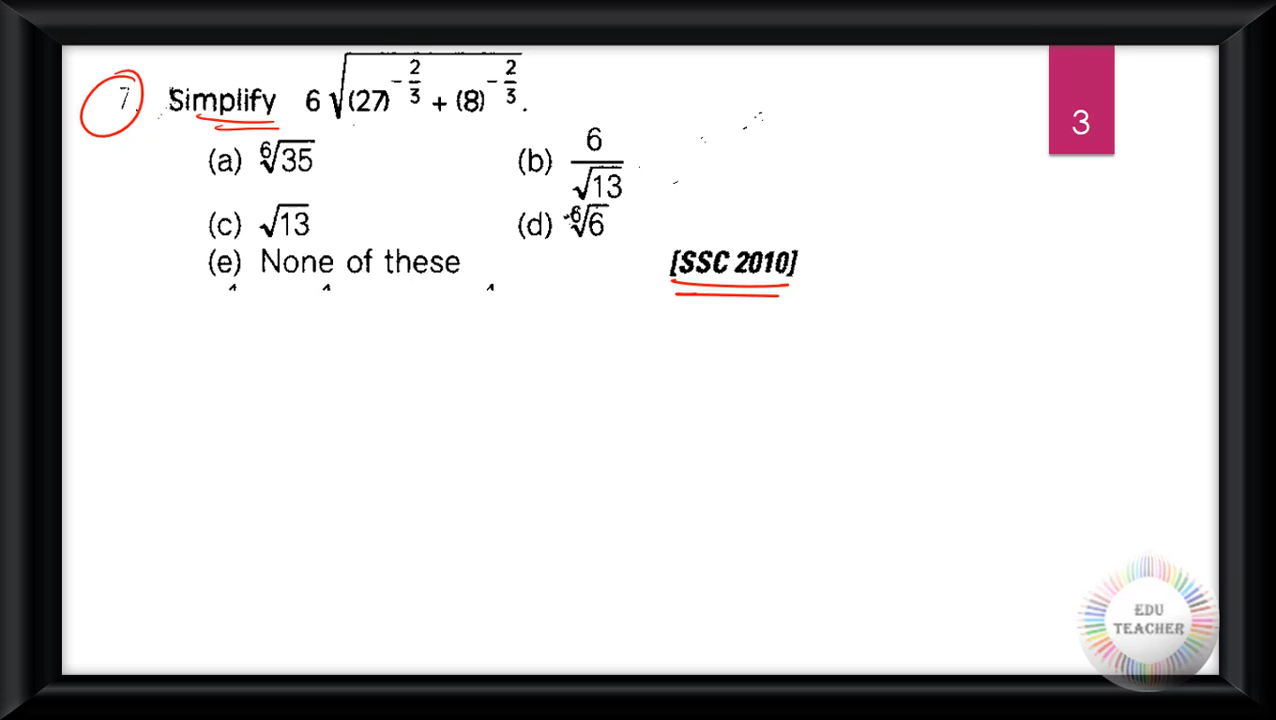 7. Simplify 6√(27)^{-2/3} + (8)^{-2/3}.
3
(a) ⁶√35 (b) 6/√13
(c) √13 (d) ⁶√6
(e) None of these [SSC 2010]
EDU
TEACHER